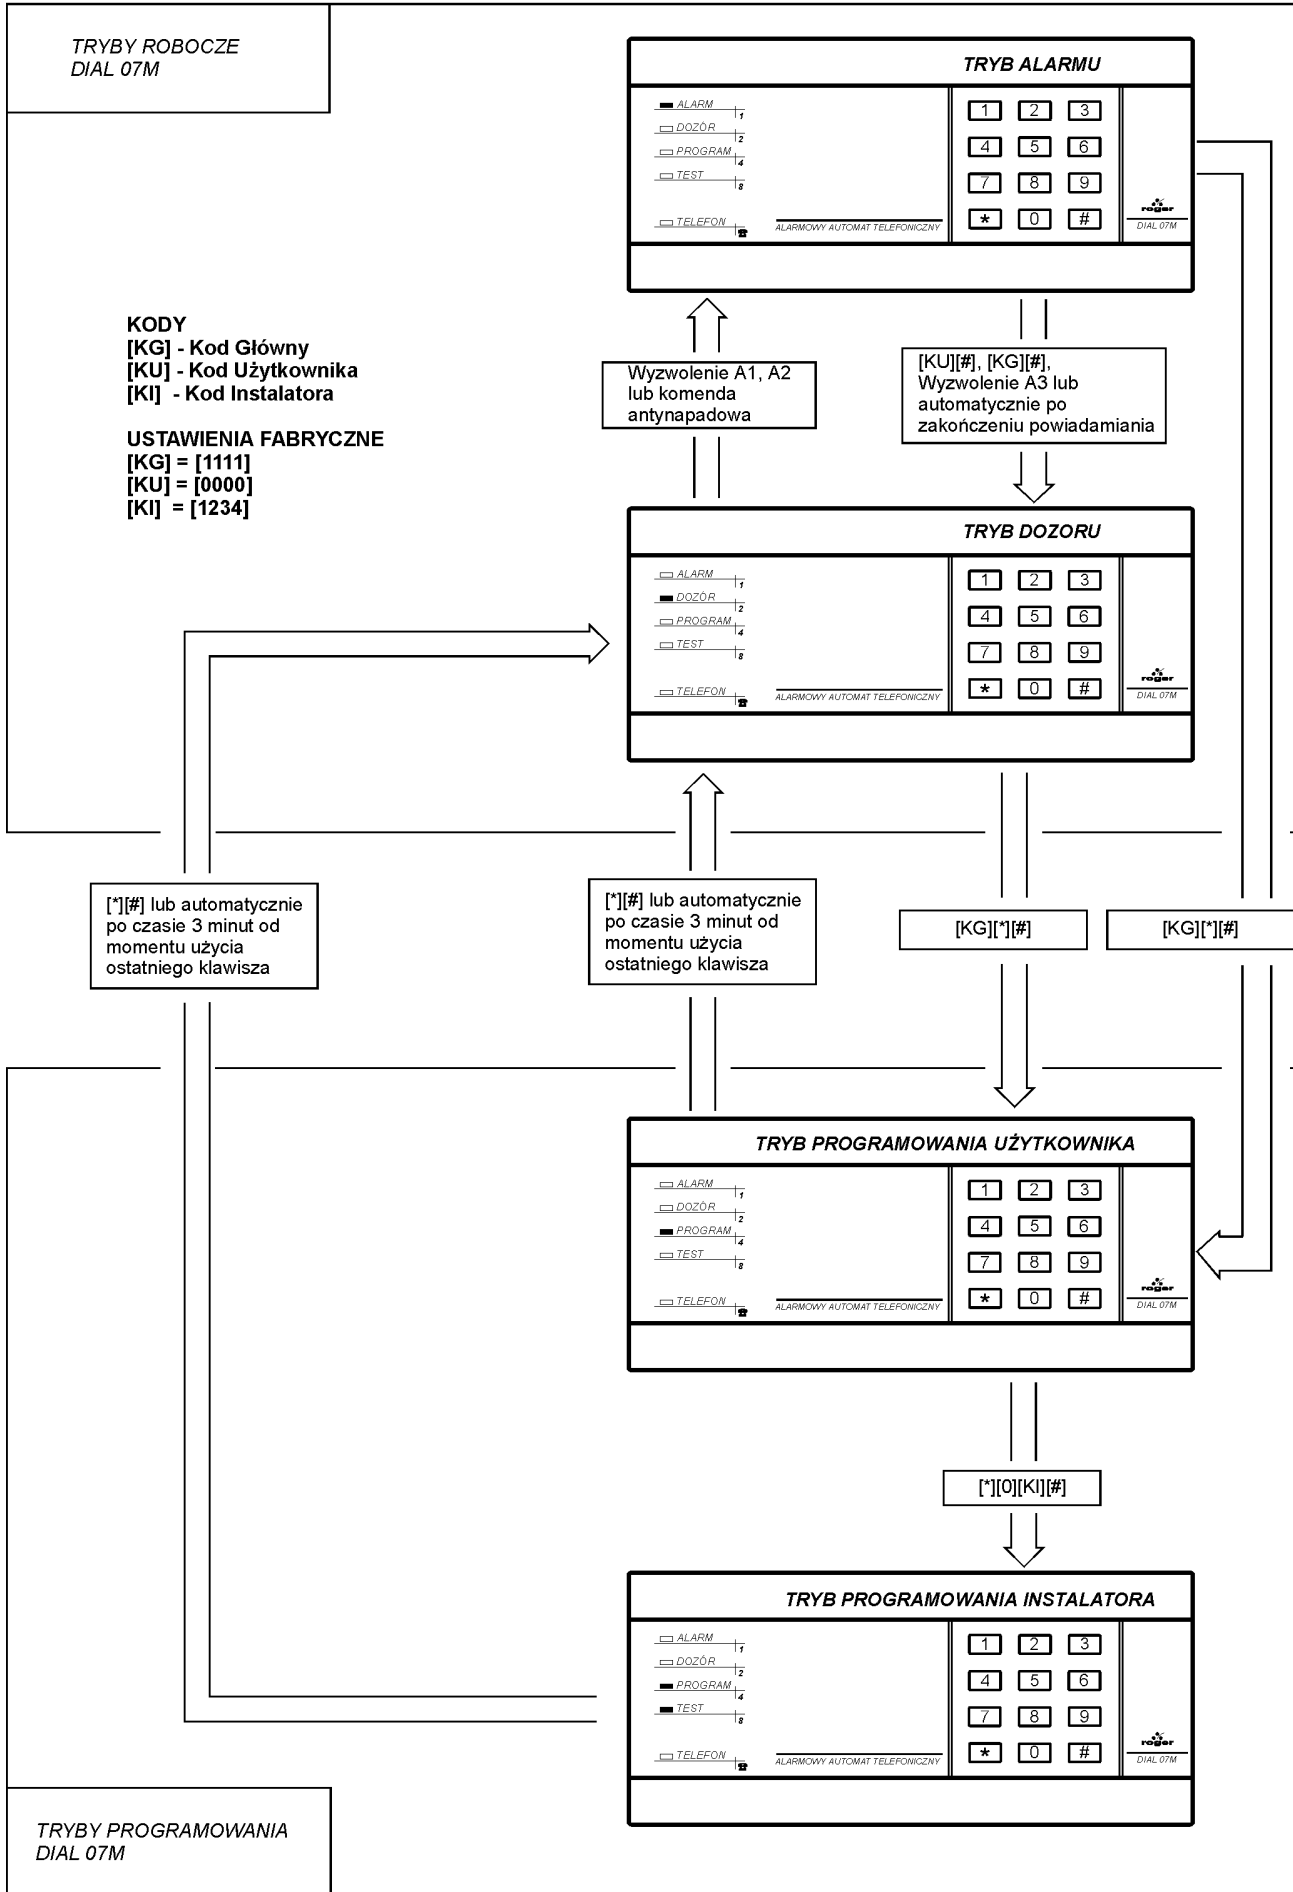 TRYBY ROBOCZE
DIAL 07M
TRYB ALARMU
ALARM
1
DOZÓR
2
PROGRAM
4
TEST
8
TELEFON
ALARMOWY AUTOMAT TELEFONICZNY
1 2 3
4 5 6
7 8 9
* 0 #
roger
DIAL 07M
KODY
[KG] - Kod Główny
[KU] - Kod Użytkownika
[KI] - Kod Instalatora
USTAWIENIA FABRYCZNE
[KG] = [1111]
[KU] = [0000]
[KI] = [1234]
Wyzwolenie A1, A2
lub komenda
antynapadowa
[KU][#], [KG][#],
Wyzwolenie A3 lub
automatycznie po
zakończeniu powiadamiania
TRYB DOZORU
ALARM
1
DOZÓR
2
PROGRAM
4
TEST
8
TELEFON
ALARMOWY AUTOMAT TELEFONICZNY
1 2 3
4 5 6
7 8 9
* 0 #
roger
DIAL 07M
[*][#] lub automatycznie
po czasie 3 minut od
momentu użycia
ostatniego klawisza
[*][#] lub automatycznie
po czasie 3 minut od
momentu użycia
ostatniego klawisza
[KG][*][#]
[KG][*][#]
TRYB PROGRAMOWANIA UŻYTKOWNIKA
ALARM
1
DOZÓR
2
PROGRAM
4
TEST
8
TELEFON
ALARMOWY AUTOMAT TELEFONICZNY
1 2 3
4 5 6
7 8 9
* 0 #
roger
DIAL 07M
[*][0][KI][#]
TRYB PROGRAMOWANIA INSTALATORA
ALARM
1
DOZÓR
2
PROGRAM
4
TEST
8
TELEFON
ALARMOWY AUTOMAT TELEFONICZNY
1 2 3
4 5 6
7 8 9
* 0 #
roger
DIAL 07M
TRYBY PROGRAMOWANIA
DIAL 07M